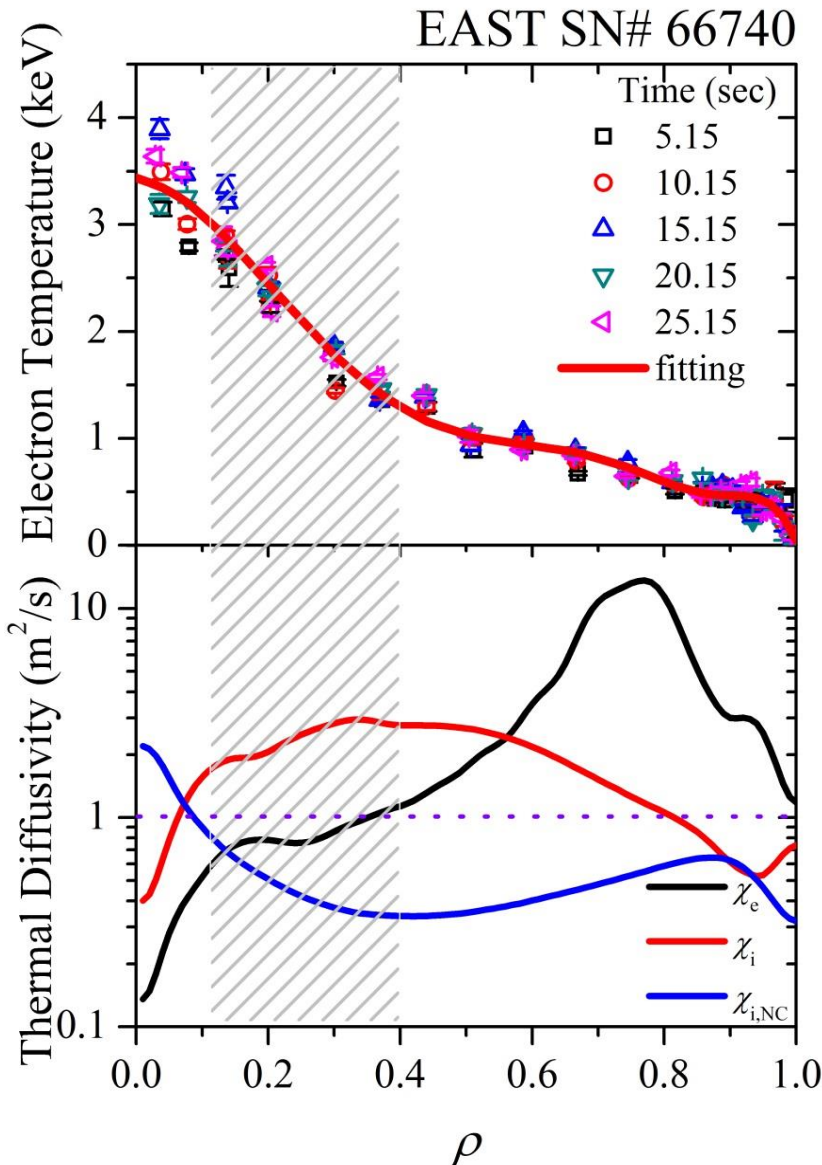 EAST SN# 66740
Electron Temperature (keV)
4
3
2
1
0
Time (sec)
5.15
10.15
15.15
20.15
25.15
fitting
Thermal Diffusivity (m²/s)
10
1
0.1
χe
χi
χi,NC
0.0 0.2 0.4 0.6 0.8 1.0
ρ